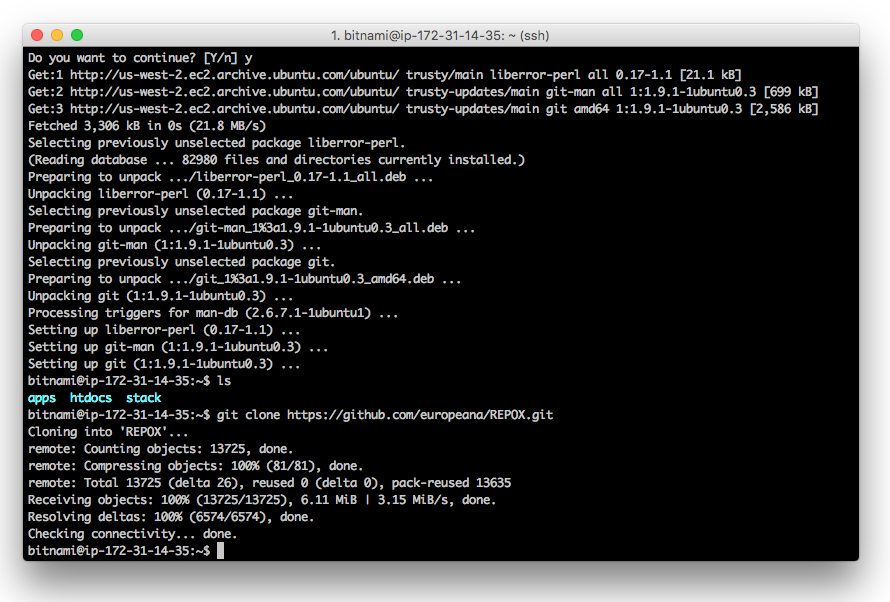 1. bitnami@ip-172-31-14-35: ~ (ssh)
Do you want to continue? [Y/n] y
Get:1 http://us-west-2.ec2.archive.ubuntu.com/ubuntu/ trusty/main liberror-perl all 0.17-1.1 [21.1 kB]
Get:2 http://us-west-2.ec2.archive.ubuntu.com/ubuntu/ trusty-updates/main git-man all 1:1.9.1-1ubuntu0.3 [699 kB]
Get:3 http://us-west-2.ec2.archive.ubuntu.com/ubuntu/ trusty-updates/main git amd64 1:1.9.1-1ubuntu0.3 [2,586 kB]
Fetched 3,306 kB in 0s (21.8 MB/s)
Selecting previously unselected package liberror-perl.
(Reading database ... 82980 files and directories currently installed.)
Preparing to unpack .../liberror-perl_0.17-1.1_all.deb ...
Unpacking liberror-perl (0.17-1.1) ...
Selecting previously unselected package git-man.
Preparing to unpack .../git-man_1%3a1.9.1-1ubuntu0.3_all.deb ...
Unpacking git-man (1:1.9.1-1ubuntu0.3) ...
Selecting previously unselected package git.
Preparing to unpack .../git_1%3a1.9.1-1ubuntu0.3_amd64.deb ...
Unpacking git (1:1.9.1-1ubuntu0.3) ...
Processing triggers for man-db (2.6.7.1-1ubuntu1) ...
Setting up liberror-perl (0.17-1.1) ...
Setting up git-man (1:1.9.1-1ubuntu0.3) ...
Setting up git (1:1.9.1-1ubuntu0.3) ...
bitnami@ip-172-31-14-35:~$ ls
apps  htdocs  stack
bitnami@ip-172-31-14-35:~$ git clone https://github.com/europeana/REPOX.git
Cloning into 'REPOX'...
remote: Counting objects: 13725, done.
remote: Compressing objects: 100% (81/81), done.
remote: Total 13725 (delta 26), reused 0 (delta 0), pack-reused 13635
Receiving objects: 100% (13725/13725), 6.11 MiB | 3.15 MiB/s, done.
Resolving deltas: 100% (6574/6574), done.
Checking connectivity... done.
bitnami@ip-172-31-14-35:~$